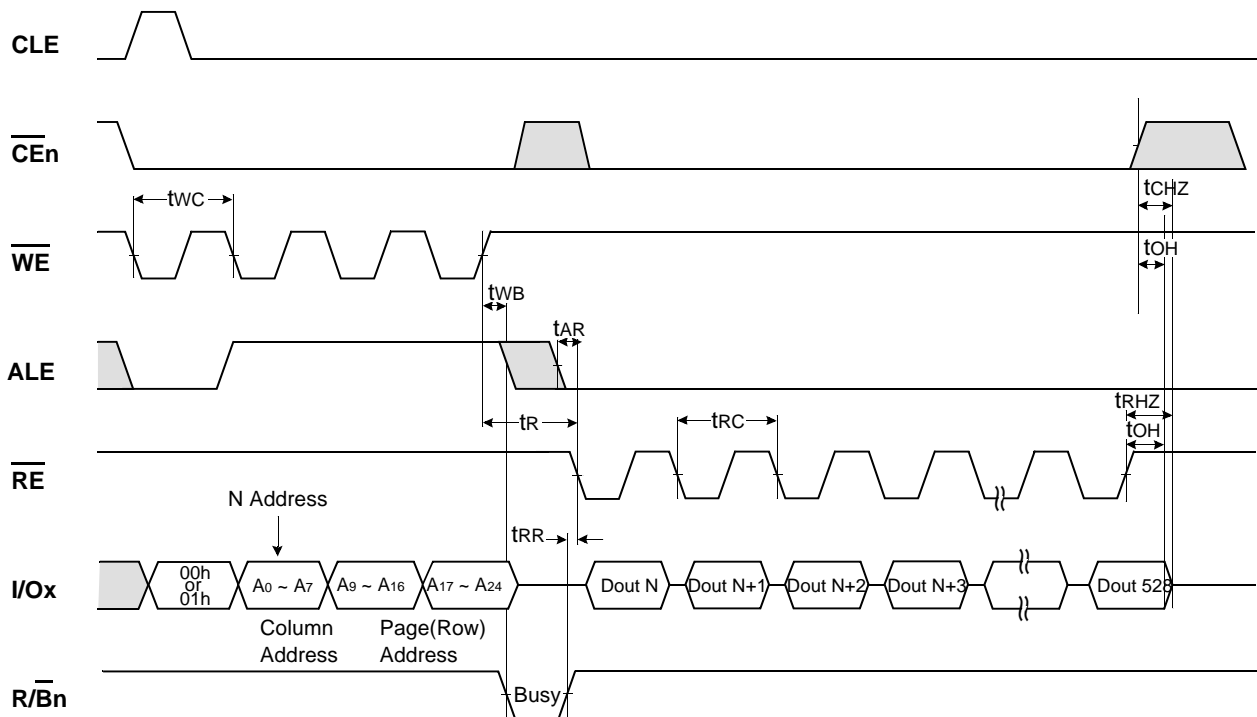 CLE
CEn
tCHZ
tWC
tOH
WE
tWB
tAR
ALE
tRHZ
tR
tRC
tOH
RE
N Address
tRR
I/Ox
00h
or
01h
A0 ~ A7
A9 ~ A16
A17 ~ A24
Dout N
Dout N+1
Dout N+2
Dout N+3
Dout 528
Column
Address
Page(Row)
Address
R/Bn
Busy